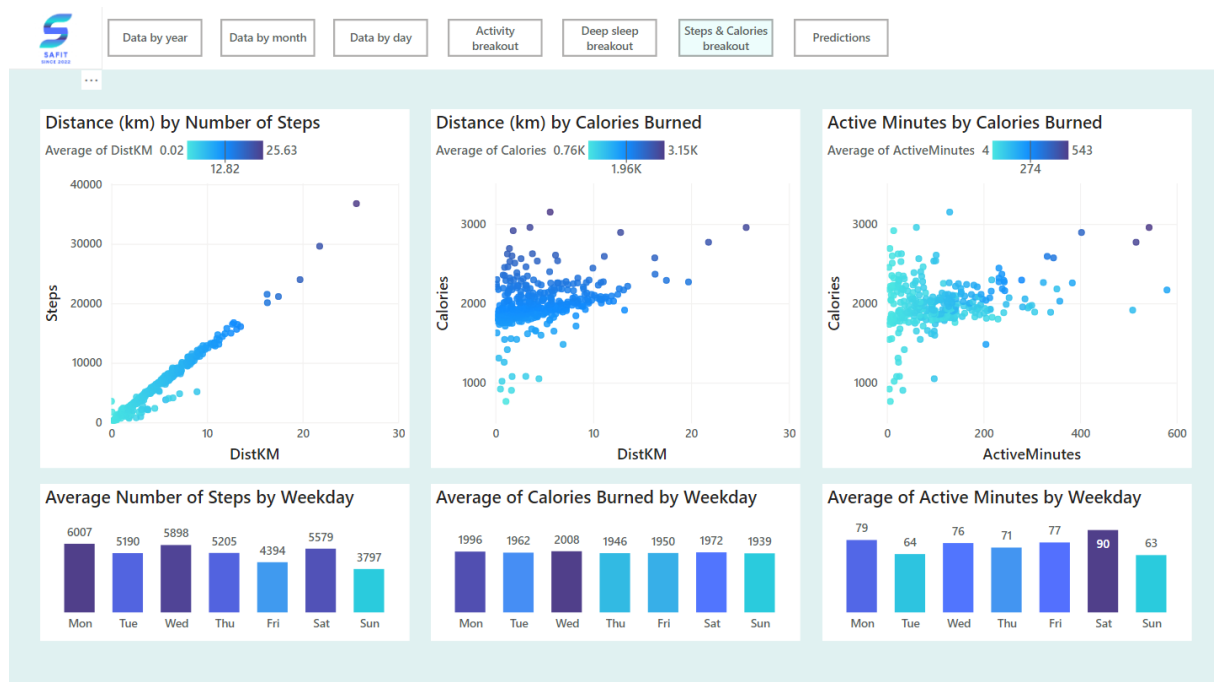 SAFIT
SINCE 2022
Data by year
Data by month
Data by day
Activity
breakout
Deep sleep
breakout
Steps & Calories
breakout
Predictions
...
Distance (km) by Number of Steps
Average of DistKM 0.02 25.63
12.82
40000
30000
20000
10000
0
Steps
0 10 20 30
DistKM
Distance (km) by Calories Burned
Average of Calories 0.76K 3.15K
1.96K
3000
2000
1000
Calories
0 10 20 30
DistKM
Active Minutes by Calories Burned
Average of ActiveMinutes 4 543
274
3000
2000
1000
Calories
0 200 400 600
ActiveMinutes
Average Number of Steps by Weekday
6007 5190 5898 5205 4394 5579 3797
Mon Tue Wed Thu Fri Sat Sun
Average of Calories Burned by Weekday
1996 1962 2008 1946 1950 1972 1939
Mon Tue Wed Thu Fri Sat Sun
Average of Active Minutes by Weekday
79 64 76 71 77 90 63
Mon Tue Wed Thu Fri Sat Sun